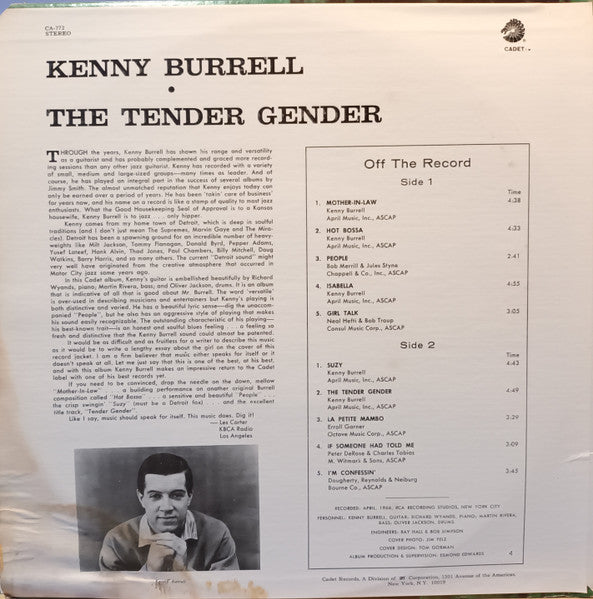 CA-772
STEREO
CADET
KENNY BURRELL
•
THE TENDER GENDER
THROUGH the years, Kenny Burrell has shown his range and versatility
as a guitarist and has probably complemented and graced more record-
ing sessions than any other jazz guitarist. Kenny has recorded with a
variety of small, medium and large-sized groups—many times as leader. And of
course, he has played an integral part in the success of several albums by
Jimmy Smith. The almost unmatched reputation that Kenny enjoys today can
only be earned over a period of years. He has been 'takin' care of business'
for years now, and his name on a record is like a stamp of quality to most jazz
enthusiasts. What the Good Housekeeping Seal of Approval is to a Kansas
housewife, Kenny Burrell is to jazz . . . only hipper.
Kenny comes from my home town of Detroit, which is deep in soulful
traditions (and I don't just mean The Supremes, Marvin Gaye and The Mira-
cles). Detroit has been a spawning ground for an incredible number of heavy-
weights like Milt Jackson, Tommy Flanagan, Donald Byrd, Pepper Adams,
Yusef Lateef, Hank Alvin, Thad Jones, Paul Chambers, Billy Mitchell, Doug
Watkins, Barry Harris, and so many others. The current "Detroit sound" might
very well have originated from the creative atmosphere that occurred in
Motor City jazz some years ago.
In this Cadet album, Kenny's guitar is embellished beautifully by Richard
Wyands, piano; Martin Rivera, bass; and Oliver Jackson, drums. It is an album
that is indicative of all that is good about Mr. Burrell. The word 'versatile'
is over-used in describing musicians and entertainers but Kenny's playing is
both distinctive and varied. He has a beautiful lyric sense—dig the unaccom-
panied "People", but he also has an aggressive style of playing that makes
his sound easily recognizable. The outstanding characteristic of his playing—
his best-known trait—is an honest and soulful blues feeling . . . a feeling so
fresh and distinctive that the Kenny Burrell sound could almost be patented.
It would be as difficult and as fruitless for a writer to describe this music
as it would be to write a lengthy essay about the girl on the cover of this
record jacket. I am a firm believer that music either speaks for itself or it
doesn't speak at all. Let me just say that this is one of the best, at his best,
and with this album Kenny Burrell makes an impressive return to the Cadet
label with one of his best records yet.
If you need to be convinced, drop the needle on the down, mellow
"Mother-In-Law" . . . a building performance on another original Burrell
composition called "Hot Bossa" . . . a sensitive and beautiful "People" . . .
the crisp swingin' "Suzy" (must be a Detroit fox) . . . and the excellent
title track, "Tender Gender".
Like I say, music should speak for itself. This music does. Dig it!
— Les Carter
KBCA Radio
Los Angeles
Off The Record
Side 1
Time
1. MOTHER-IN-LAW 4:38
Kenny Burrell
April Music, Inc., ASCAP
2. HOT BOSSA 4:33
Kenny Burrell
April Music, Inc., ASCAP
3. PEOPLE 2:41
Bob Merrill & Jules Styne
Chappell & Co., Inc., ASCAP
4. ISABELLA 4:55
Kenny Burrell
April Music, Inc., ASCAP
5. GIRL TALK 3:05
Neal Hefti & Bob Troup
Consul Music Corp., ASCAP
Side 2
Time
1. SUZY 4:43
Kenny Burrell
April Music, Inc., ASCAP
2. THE TENDER GENDER 4:49
Kenny Burrell
April Music, Inc., ASCAP
3. LA PETITE MAMBO 3:29
Erroll Garner
Octave Music Corp., ASCAP
4. IF SOMEONE HAD TOLD ME 3:09
Peter DeRose & Charles Tobias
M. Witmark & Sons, ASCAP
5. I'M CONFESSIN' 3:45
Dougherty, Reynolds & Neiburg
Bourne Co., ASCAP
RECORDED: APRIL, 1966, RCA RECORDING STUDIOS, NEW YORK CITY
PERSONNEL: KENNY BURRELL, GUITAR; RICHARD WYANDS, PIANO; MARTIN RIVERA,
BASS; OLIVER JACKSON, DRUMS
ENGINEERS: RAY HALL & BOB SIMPSON
COVER PHOTO: JIM FELZ
COVER DESIGN: TOM GORMAN
ALBUM PRODUCTION & SUPERVISION: ESMOND EDWARDS
4
Cadet Records, A Division of Corporation, 1301 Avenue of the Americas,
New York, N.Y. 10019